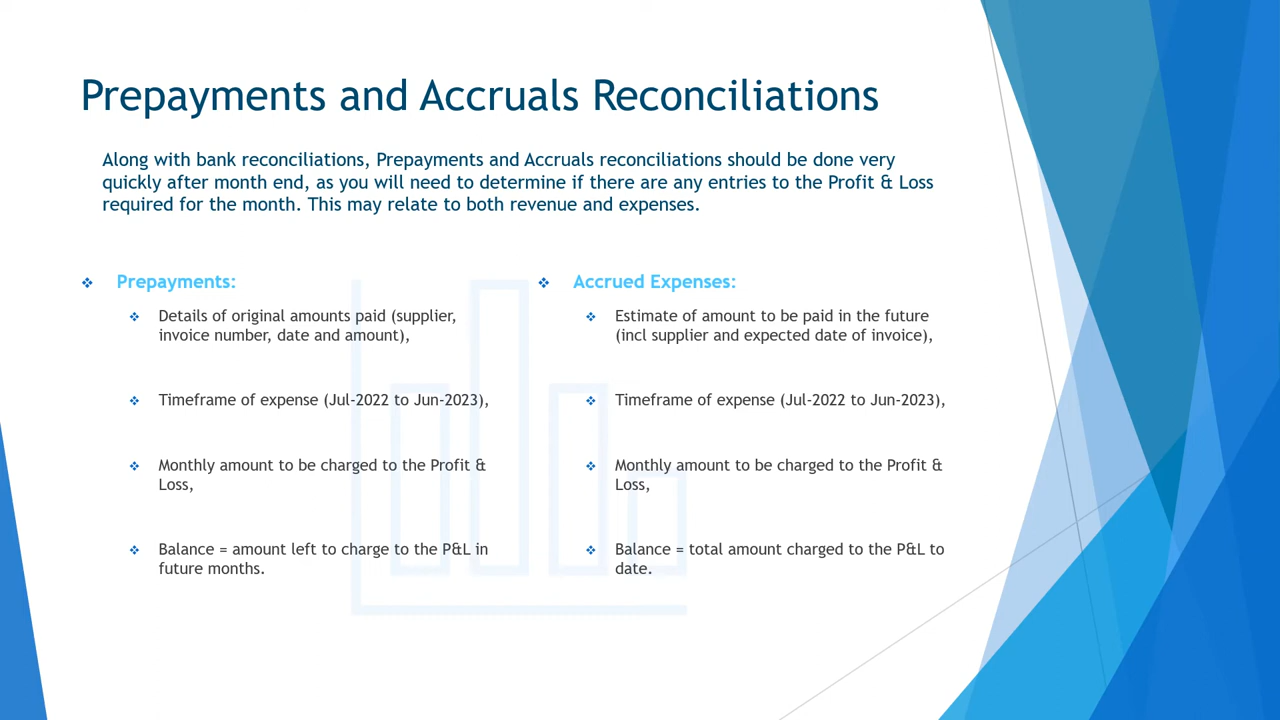 Prepayments and Accruals Reconciliations
Along with bank reconciliations, Prepayments and Accruals reconciliations should be done very
quickly after month end, as you will need to determine if there are any entries to the Profit & Loss
required for the month. This may relate to both revenue and expenses.
Prepayments:
Details of original amounts paid (supplier,
invoice number, date and amount),
Timeframe of expense (Jul-2022 to Jun-2023),
Monthly amount to be charged to the Profit &
Loss,
Balance = amount left to charge to the P&L in
future months.
Accrued Expenses:
Estimate of amount to be paid in the future
(incl supplier and expected date of invoice),
Timeframe of expense (Jul-2022 to Jun-2023),
Monthly amount to be charged to the Profit &
Loss,
Balance = total amount charged to the P&L to
date.